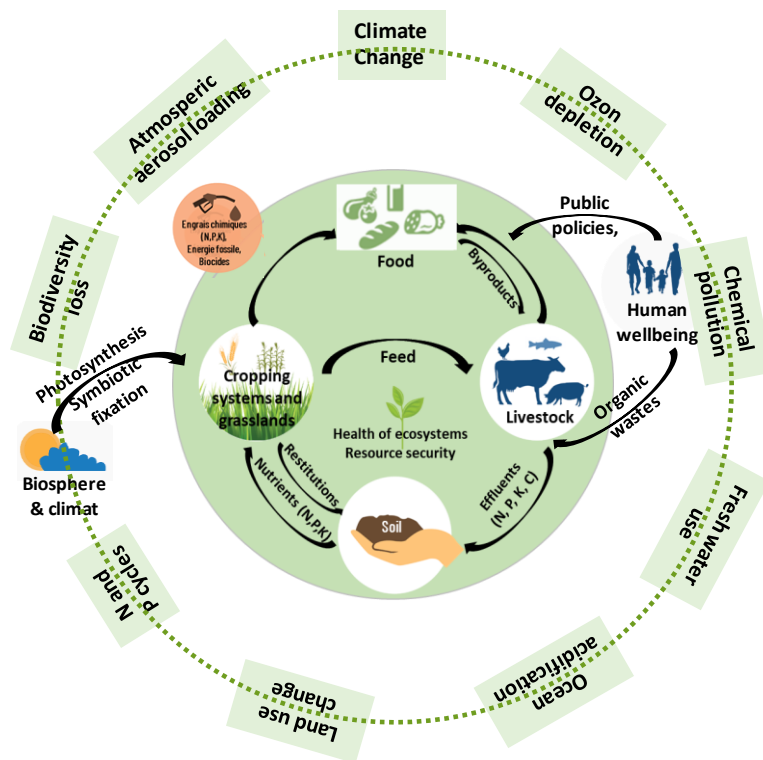 Climate
Change
Ozon
depletion
Chemical
pollution
Fresh water
use
Ocean
acidification
Land use
change
N and
P cycles
Biodiversity
loss
Atmosperic
aerosol loading
Engrais chimiques
(N,P,K),
Energie fossile,
Biocides
Food
Byproducts
Public
policies,
Human
wellbeing
Organic
wastes
Livestock
Feed
Cropping
systems and
grasslands
Photosynthesis
Symbiotic
fixation
Biosphere
& climat
Health of ecosystems
Resource security
Restitutions
Nutrients (N,P,K)
Effluents
(N, P, K, C)
Soil